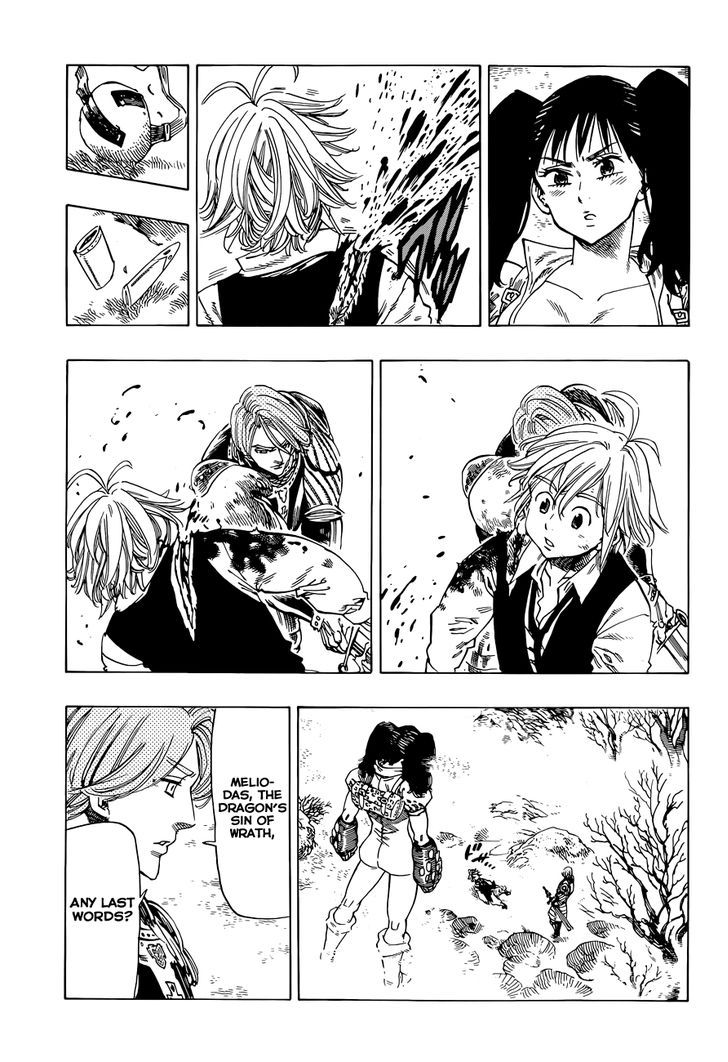 MELIO-
DAS, THE
DRAGON'S
SIN OF
WRATH,
ANY LAST
WORDS?